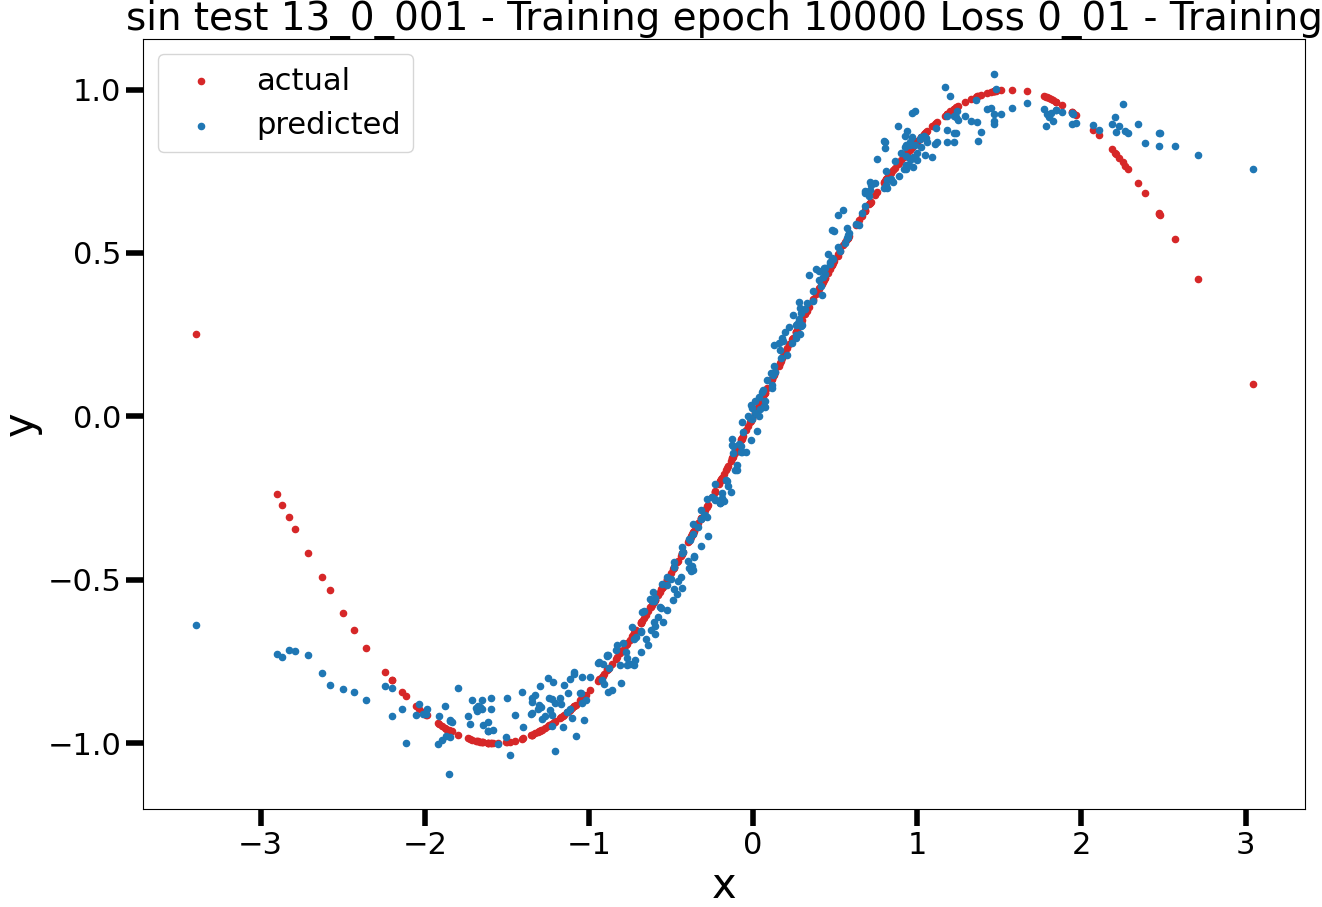 sin test 13_0_001 - Training epoch 10000 Loss 0_01 - Training
actual
predicted
1.0
0.5
0.0
−0.5
−1.0
y
−3
−2
−1
0
1
2
3
x